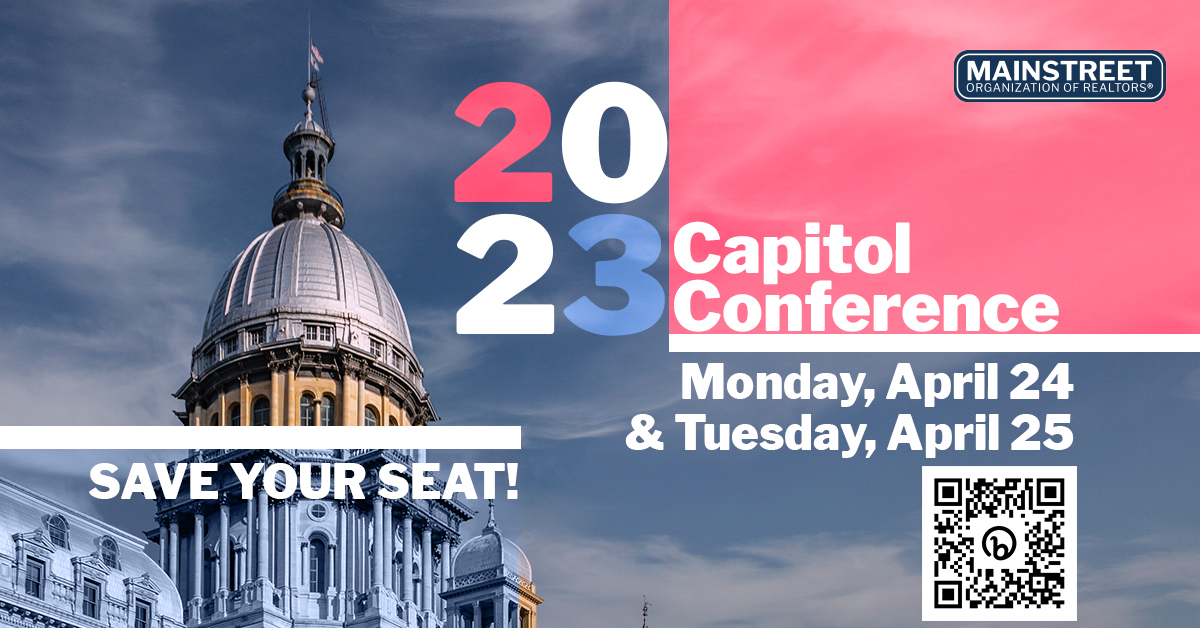 MAINSTREET
ORGANIZATION OF REALTORS®
20
23
Capitol
Conference
Monday, April 24
& Tuesday, April 25
SAVE YOUR SEAT!